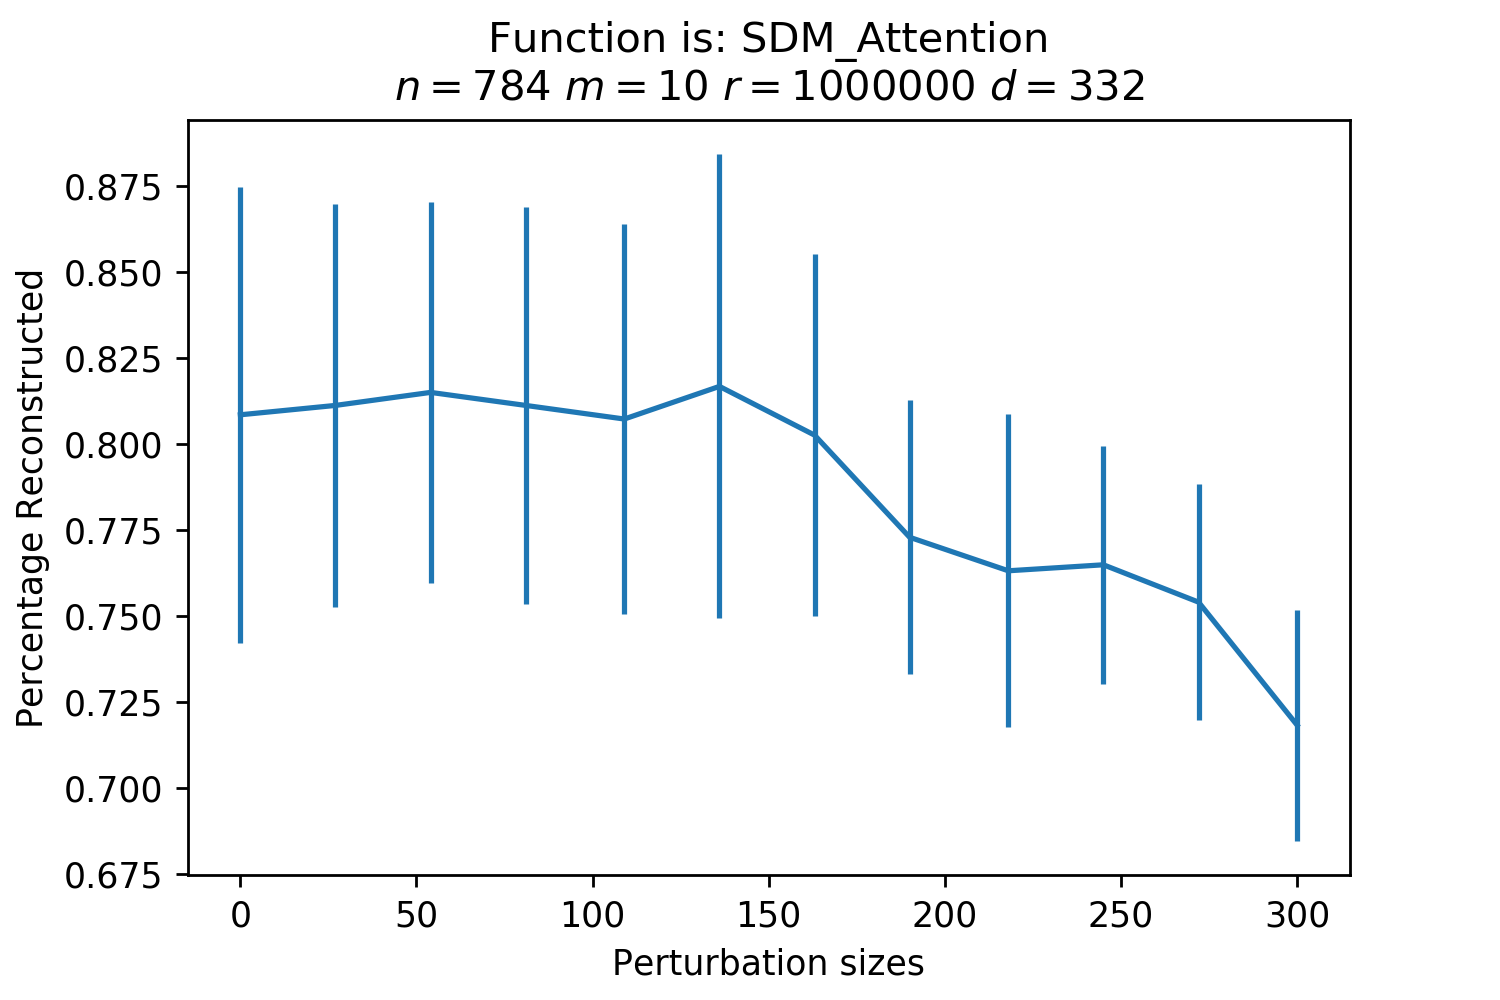 Function is: SDM_Attention
n = 784 m = 10 r = 1000000 d = 332
0.875
0.850
0.825
0.800
0.775
0.750
0.725
0.700
0.675
Percentage Reconstructed
0 50 100 150 200 250 300
Perturbation sizes